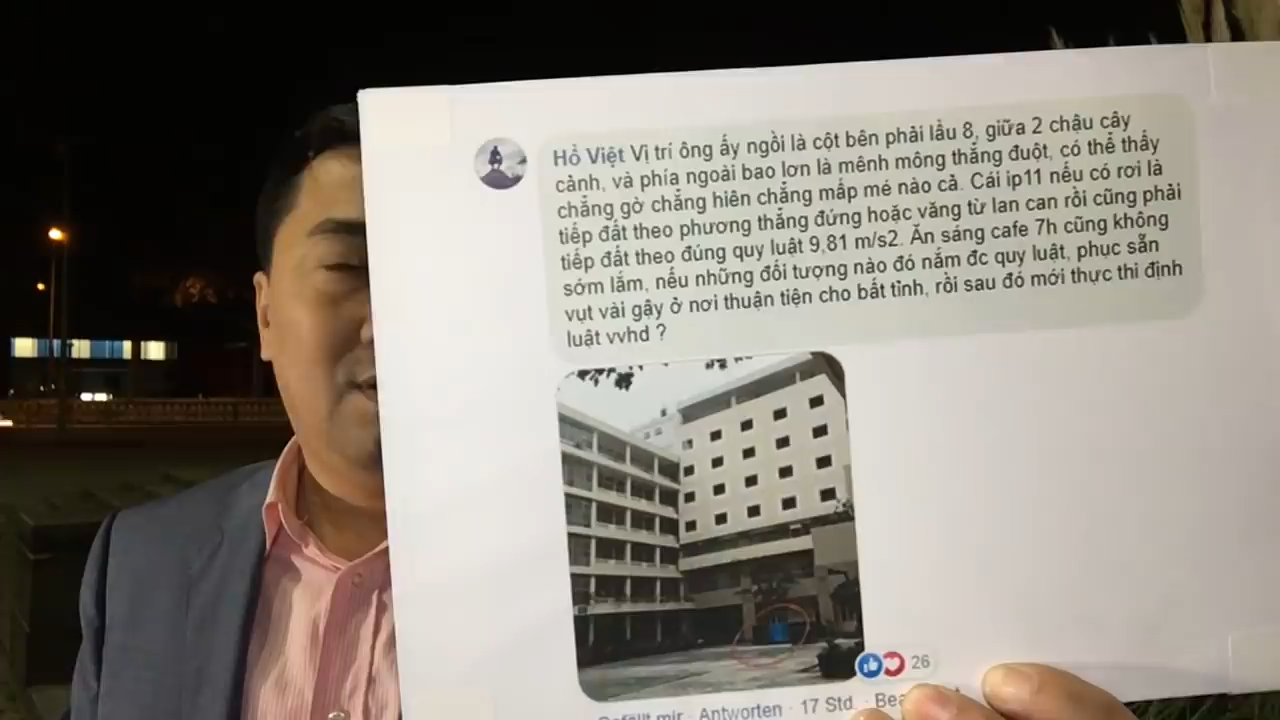 Hồ Việt Vị trí ông ấy ngồi là cột bên phải lầu 8, giữa 2 chậu cây
cảnh, và phía ngoài bao lơn là mênh mông thẳng đuột, có thể thấy
chẳng gờ chẳng hiên chẳng mấp mé nào cả. Cái ip11 nếu có rơi là
tiếp đất theo phương thẳng đứng hoặc văng từ lan can rồi cũng phải
tiếp đất theo đúng quy luật 9,81 m/s2. Ăn sáng cafe 7h cũng không
sớm lắm, nếu những đối tượng nào đó nắm đc quy luật, phục sẵn
vụt vài gậy ở nơi thuận tiện cho bất tỉnh, rồi sau đó mới thực thi định
luật vvhd ?
26
Gefällt mir · Antworten · 17 Std. ·